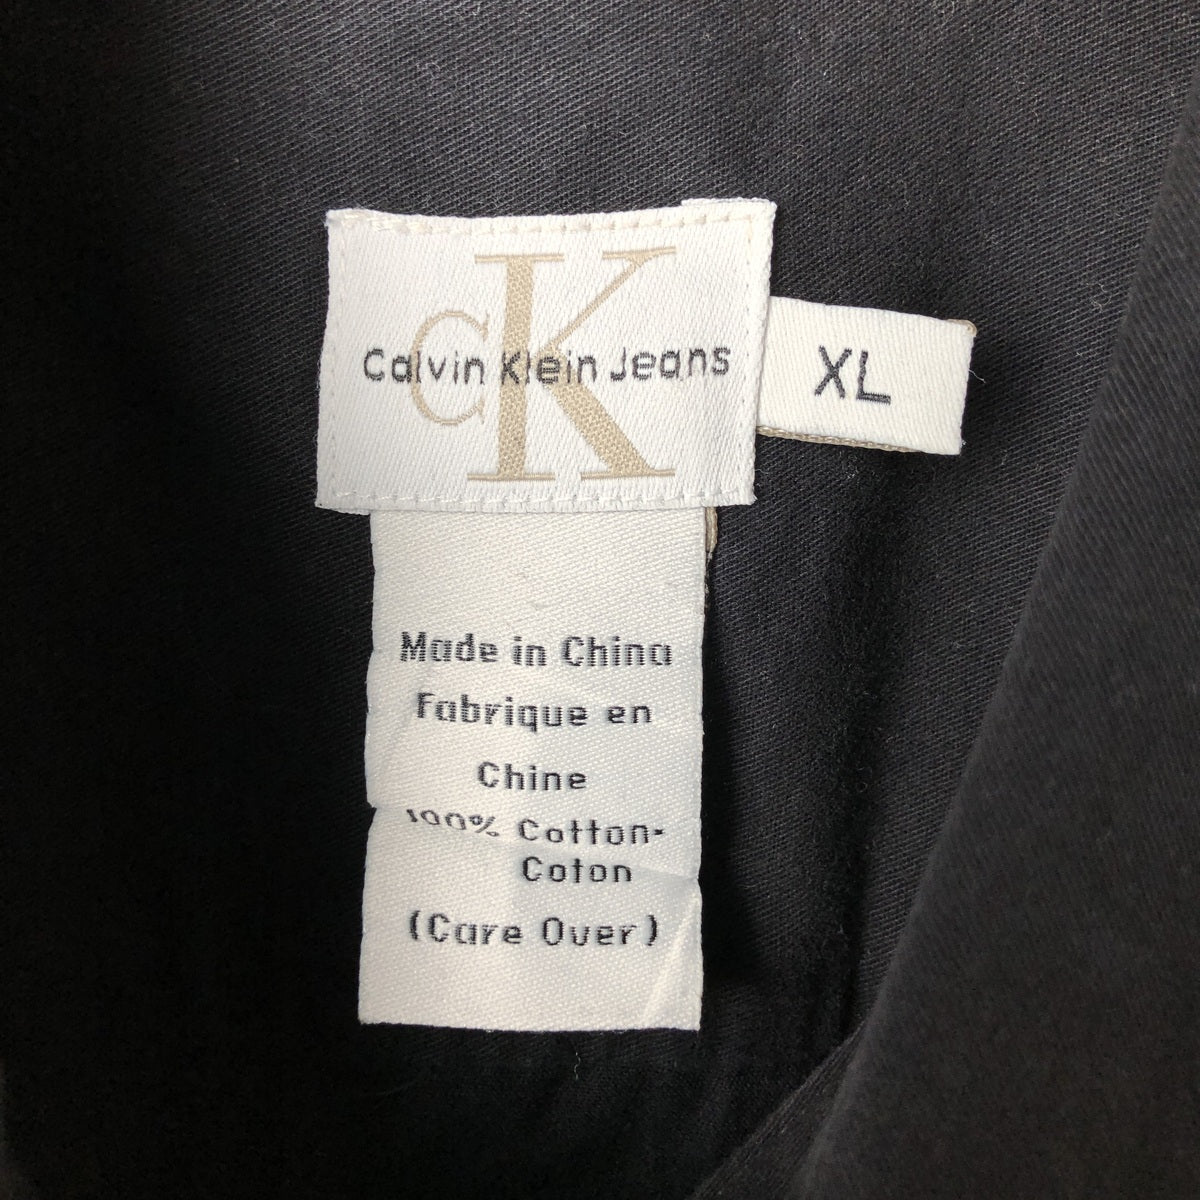 CK
Calvin Klein Jeans
XL
Made in China
Fabrique en
Chine
100% Cotton-
Coton
(Care Over)